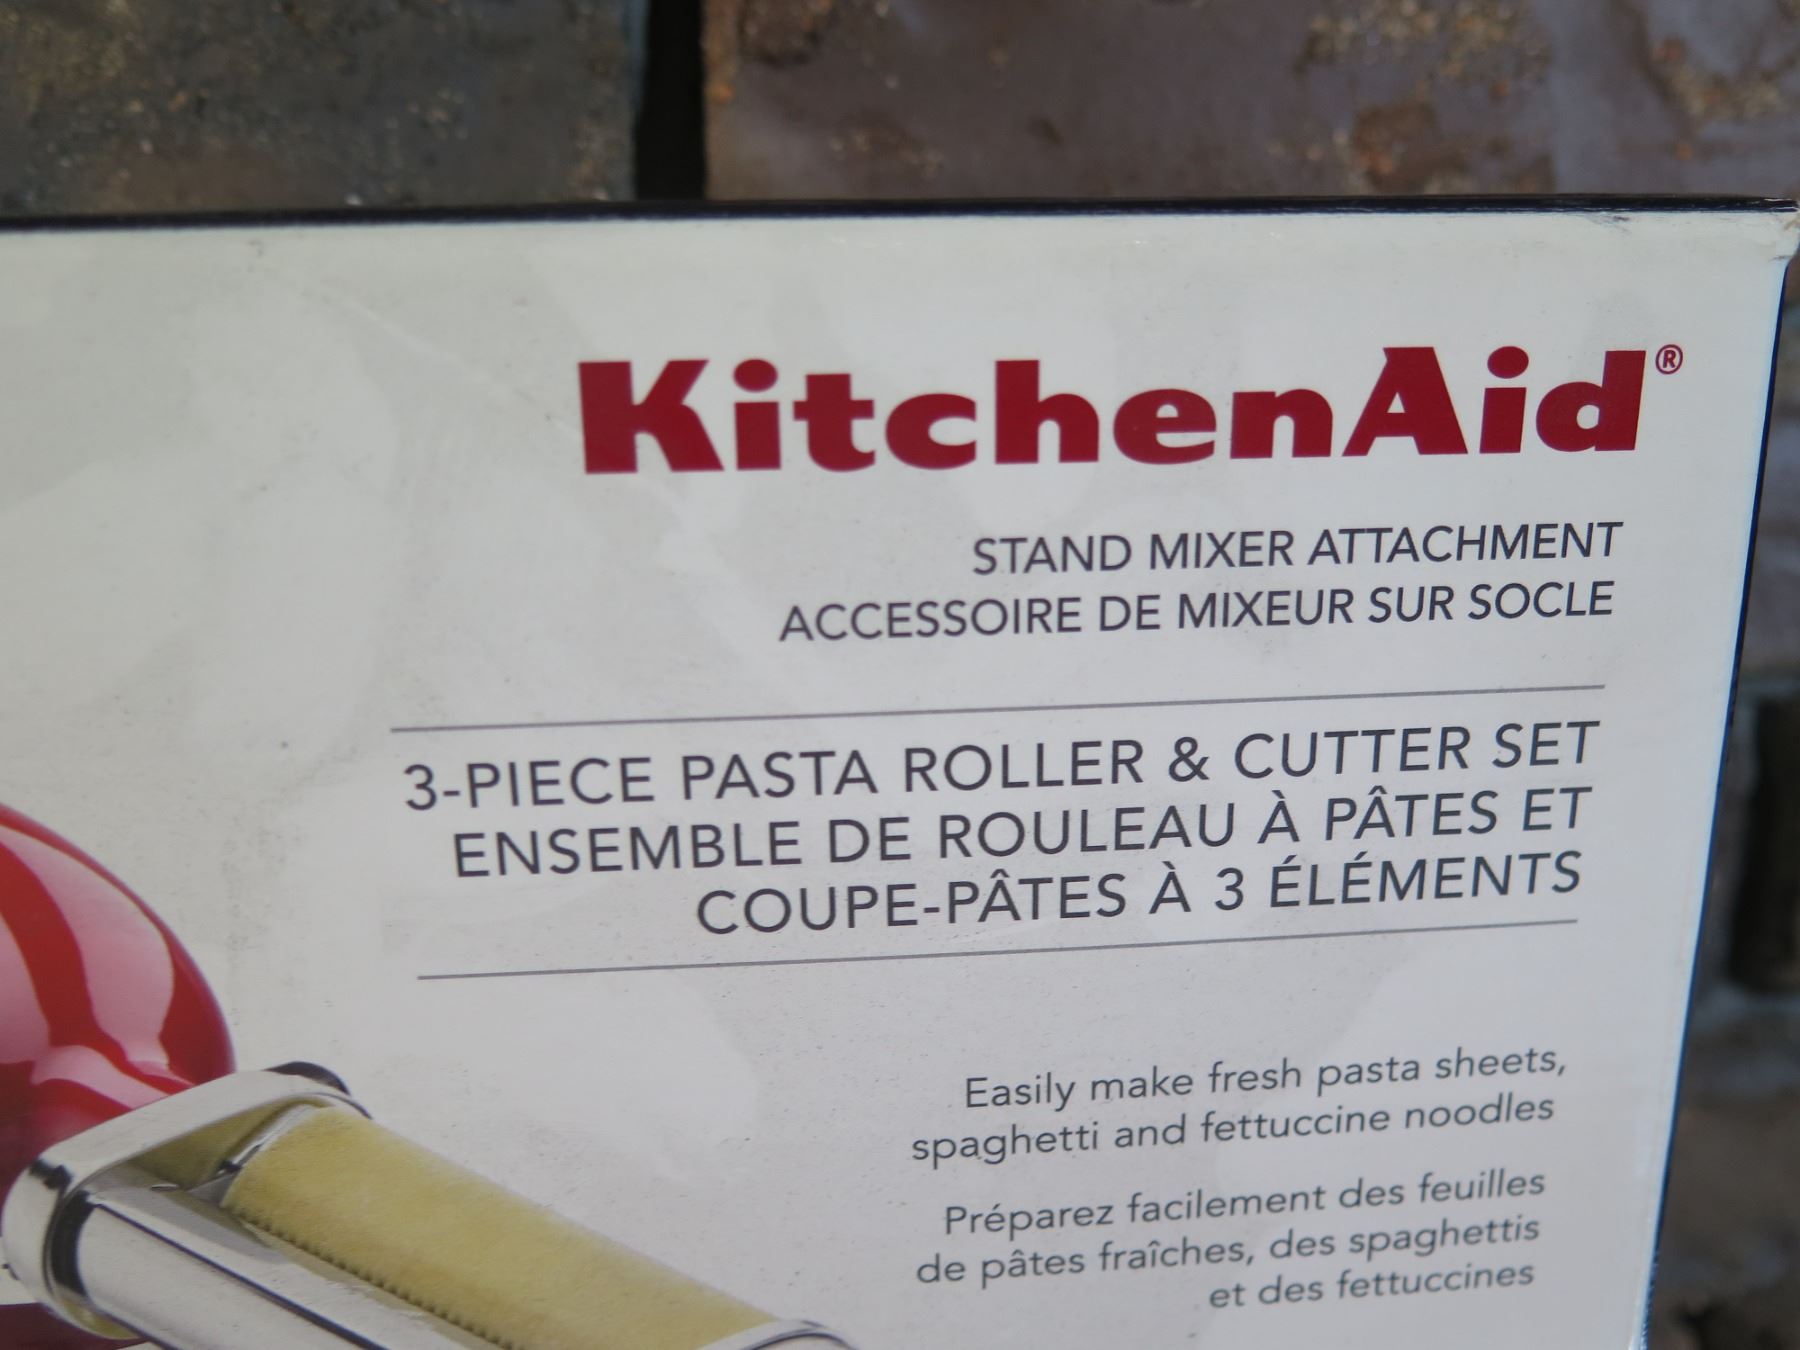 KitchenAid®
STAND MIXER ATTACHMENT
ACCESSOIRE DE MIXEUR SUR SOCLE
3-PIECE PASTA ROLLER & CUTTER SET
ENSEMBLE DE ROULEAU À PÂTES ET
COUPE-PÂTES À 3 ÉLÉMENTS
Easily make fresh pasta sheets,
spaghetti and fettuccine noodles
Préparez facilement des feuilles
de pâtes fraîches, des spaghettis
et des fettuccines